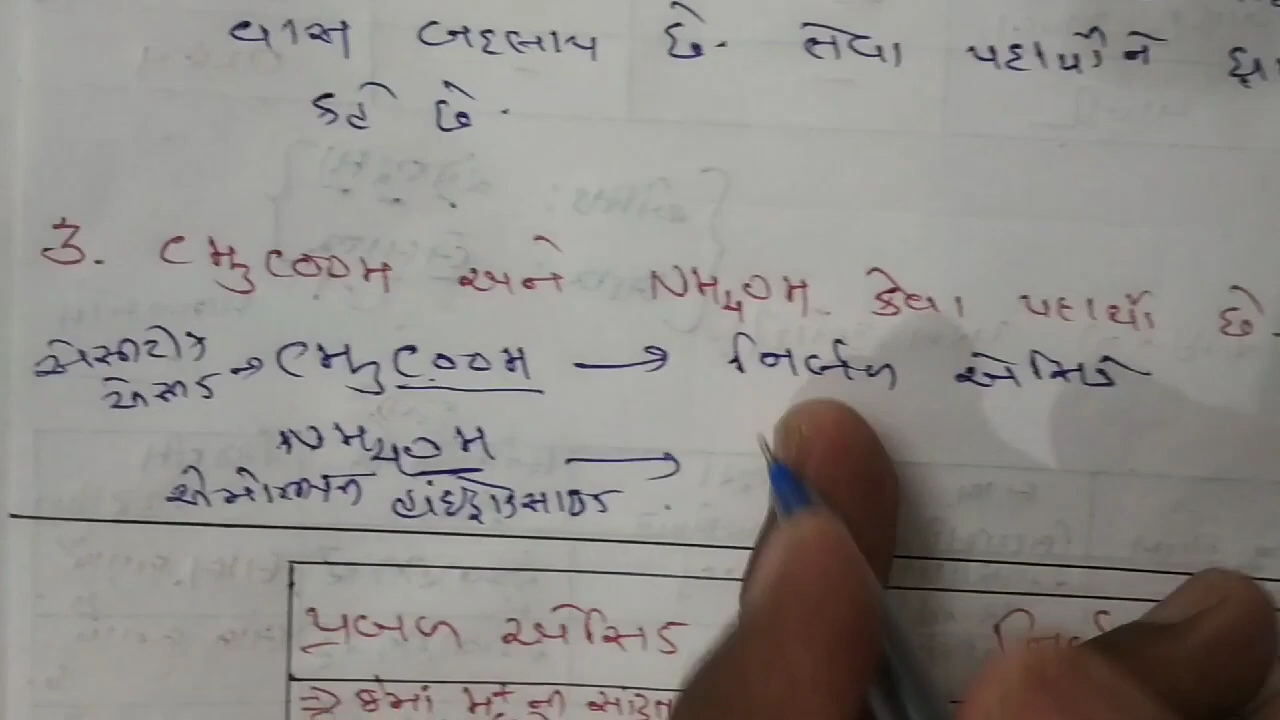 વાસ બદલાય છે. તેવા પદાર્થોને
કહે છે.
3. CH3COOH અને NH4OH કેવા પદાર્થો છે.
એસીટીક
એસીડ → CH3COOH → નિર્બળ એસિડ
NH4OH →
એમોનિયમ હાઇડ્રોક્સાઇડ
પ્રબળ એસિડ
⇒ જેમાં H+ ની